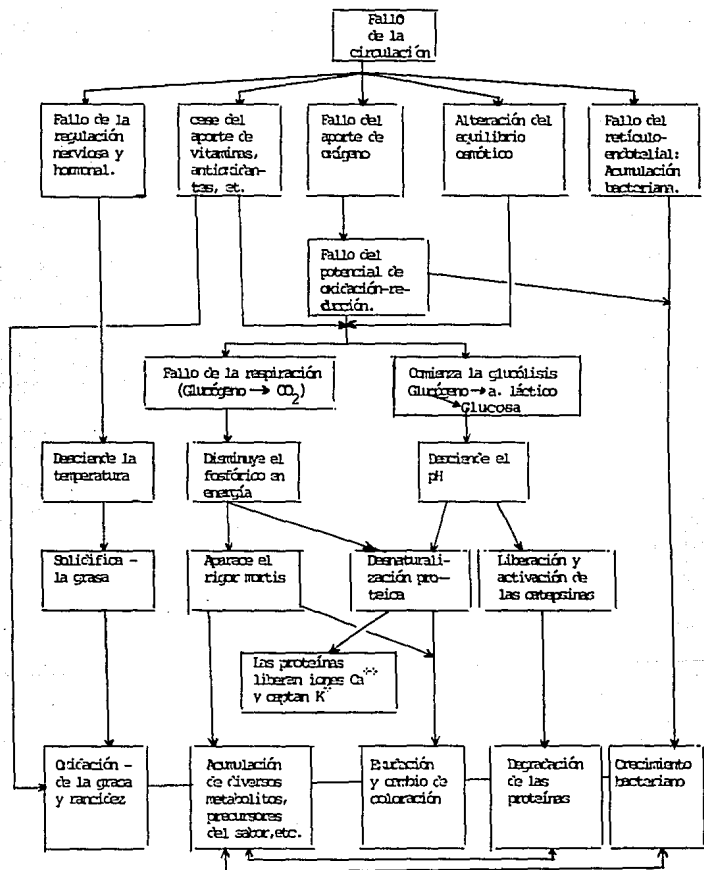 Fallo
de la
circulación
Fallo de la
regulación
nerviosa y
hormonal.
cese del
aporte de
vitaminas,
antioxidan-
tes, et.
Fallo del
aporte de
oxígeno
Alteración del
equilibrio
osmótico
Fallo del
retículo-
endotelial:
Acumulación
bacteriana.
Fallo del
potencial de
oxidación-re-
ducción.
Fallo de la respiración
(Glucógeno → CO2)
Comienza la glucólisis
Glucógeno → a. láctico
Glucosa
Desciende la
temperatura
Disminuye el
fosfórico en
energía
Desciende el
pH
Solidifica -
la grasa
Aparace el
rigor mortis
Desnaturali-
zación pro-
teica
Liberación y
activación de
las catepsinas
Las proteínas
liberan iones Ca++
y captan K+
Oxidación -
de la grasa
y rancidez
Acumulación
de diversos
metabolitos,
precursores
del sabor,etc.
Exudación
y cambio de
coloración
Degradación
de las
proteínas
Crecimiento
bacteriano